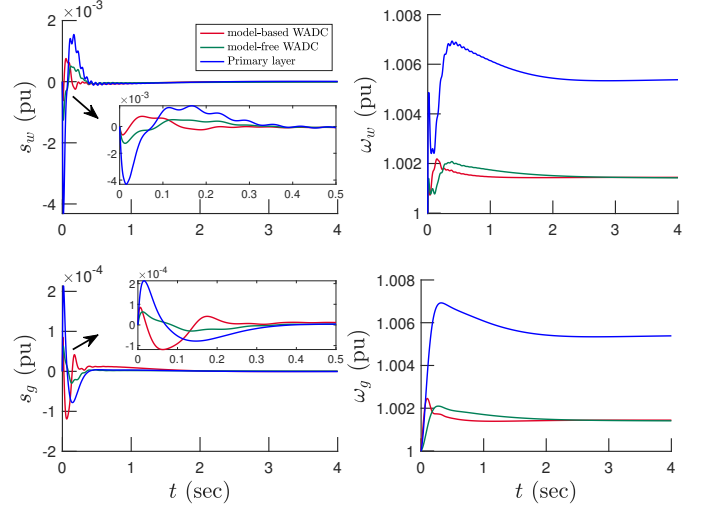 2 ×10⁻³
0
-2
-4
0 1 2 3 4
s_w (pu)
model-based WADC
model-free WADC
Primary layer
×10⁻³
0
-2
-4
0 0.1 0.2 0.3 0.4 0.5
1.008
1.006
1.004
1.002
1
0 1 2 3 4
ω_w (pu)
×10⁻⁴
2
1
0
-1
-2
0 1 2 3 4
s_g (pu)
t (sec)
×10⁻⁴
2
1
0
-1
0 0.1 0.2 0.3 0.4 0.5
1.008
1.006
1.004
1.002
1
0 1 2 3 4
ω_g (pu)
t (sec)